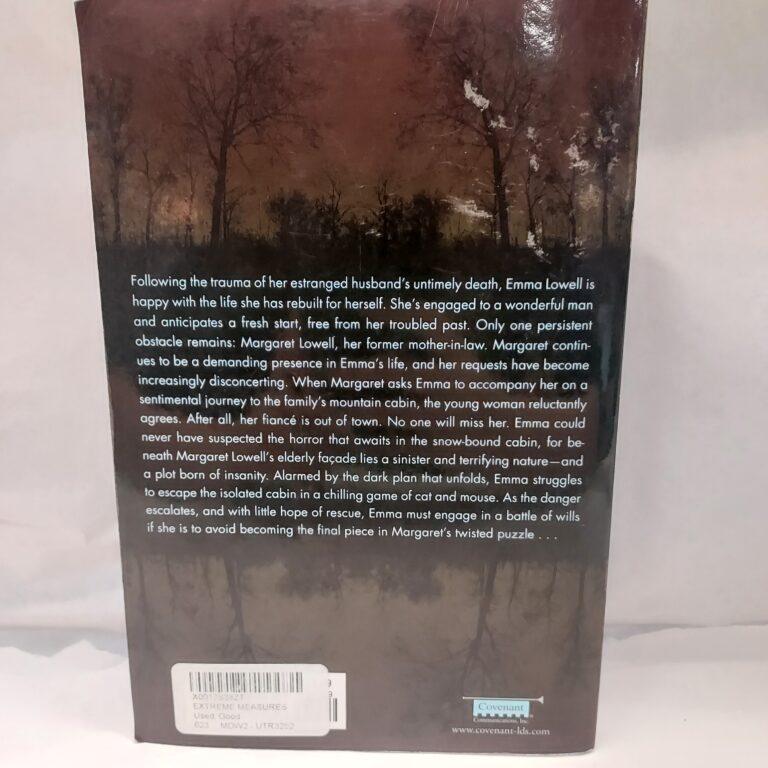 Following the trauma of her estranged husband's untimely death, Emma Lowell is
happy with the life she has rebuilt for herself. She's engaged to a wonderful man
and anticipates a fresh start, free from her troubled past. Only one persistent
obstacle remains: Margaret Lowell, her former mother-in-law. Margaret contin-
ues to be a demanding presence in Emma's life, and her requests have become
increasingly disconcerting. When Margaret asks Emma to accompany her on a
sentimental journey to the family's mountain cabin, the young woman reluctantly
agrees. After all, her fiancé is out of town. No one will miss her. Emma could
never have suspected the horror that awaits in the snow-bound cabin, for be-
neath Margaret Lowell's elderly façade lies a sinister and terrifying nature—and
a plot born of insanity. Alarmed by the dark plan that unfolds, Emma struggles
to escape the isolated cabin in a chilling game of cat and mouse. As the danger
escalates, and with little hope of rescue, Emma must engage in a battle of wills
if she is to avoid becoming the final piece in Margaret's twisted puzzle . . .
EXTREME MEASURES
Used, Good
Covenant
Communications, Inc.
www.covenant-lds.com